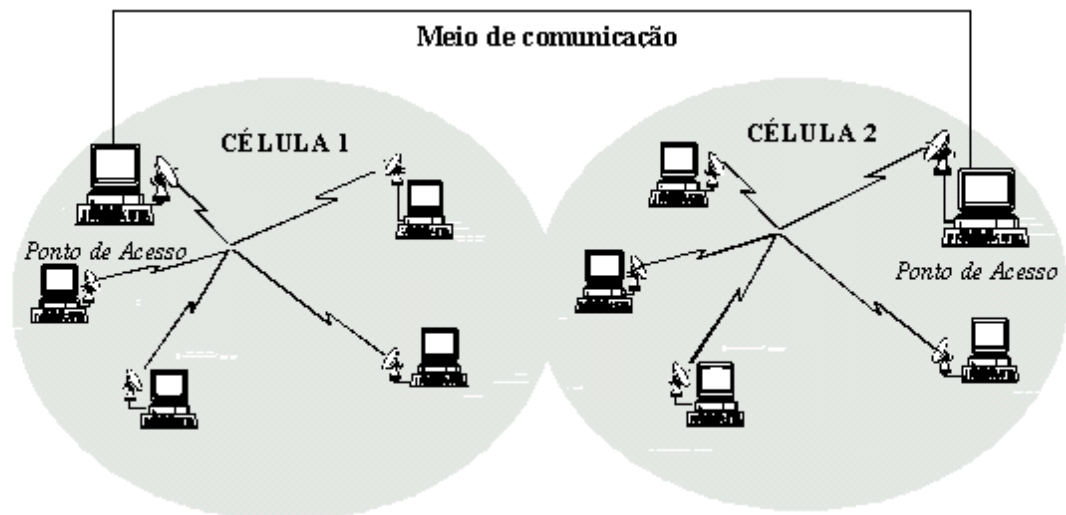 Meio de comunicação
CÉLULA 1
CÉLULA 2
Ponto de Acesso
Ponto de Acesso